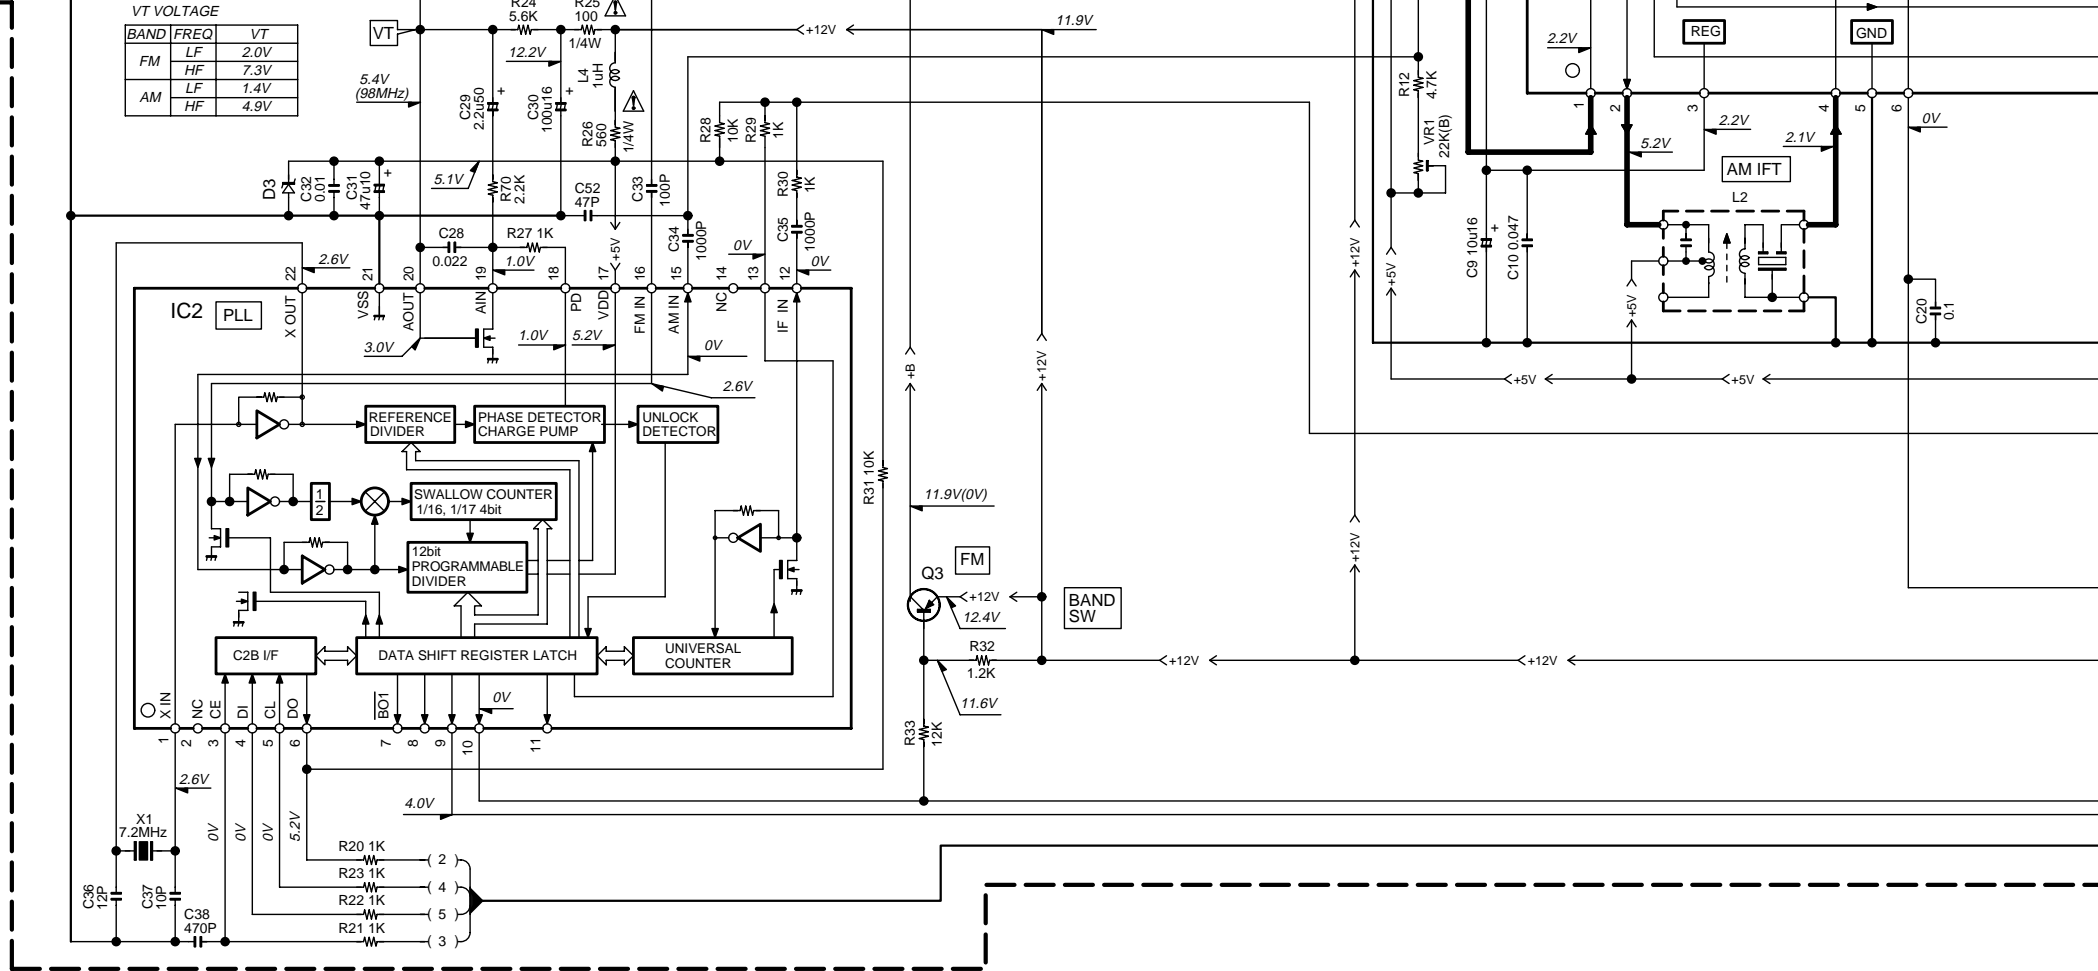 VT VOLTAGE
BAND FREQ VT
FM LF 2.0V
HF 7.3V
AM LF 1.4V
HF 4.9V
VT
R24
5.6K
R25
100
1/4W
12.2V
5.4V
(98MHz)
C29
2.2u50
+
C30
100u16
+
L4
1uH
R26
560
1/4W
+12V
11.9V
R28
10K
R29
1K
R30
1K
C35
1000P
D3
C32
0.01
C31
47u10
+
5.1V
R70
2.2K
C52
47P
C33
100P
C34
1000P
+5V
C28
0.022
R27 1K
1.0V
0V
0V
2.6V
22
21
20
19
18
17
16
15
14
13
12
IC2
PLL
X OUT
VSS
AOUT
AIN
PD
VDD
FM IN
AM IN
NC
IF IN
3.0V
1.0V
5.2V
0V
2.6V
REFERENCE
DIVIDER
PHASE DETECTOR
CHARGE PUMP
UNLOCK
DETECTOR
1
2
SWALLOW COUNTER
1/16, 1/17 4bit
12bit
PROGRAMMABLE
DIVIDER
C2B I/F
DATA SHIFT REGISTER LATCH
UNIVERSAL
COUNTER
X IN
NC
CE
DI
CL
DO
BO1
0V
1
2
3
4
5
6
7
8
9
10
11
2.6V
X1
7.2MHz
0V
0V
0V
5.2V
4.0V
C36
12P
C37
10P
C38
470P
R20 1K
( 2 )
R23 1K
( 4 )
R22 1K
( 5 )
R21 1K
( 3 )
R31 10K
+B
+12V
11.9V(0V)
FM
Q3
+12V
12.4V
BAND
SW
R32
1.2K
+12V
+12V
11.6V
R33
12K
+12V
+12V
+5V
R12
4.7K
VR1
22K(B)
2.2V
REG
GND
1
2
3
4
5
6
5.2V
2.2V
2.1V
0V
AM IFT
L2
C9 10u16
+
C10 0.047
+5V
C20
0.1
+5V
+5V